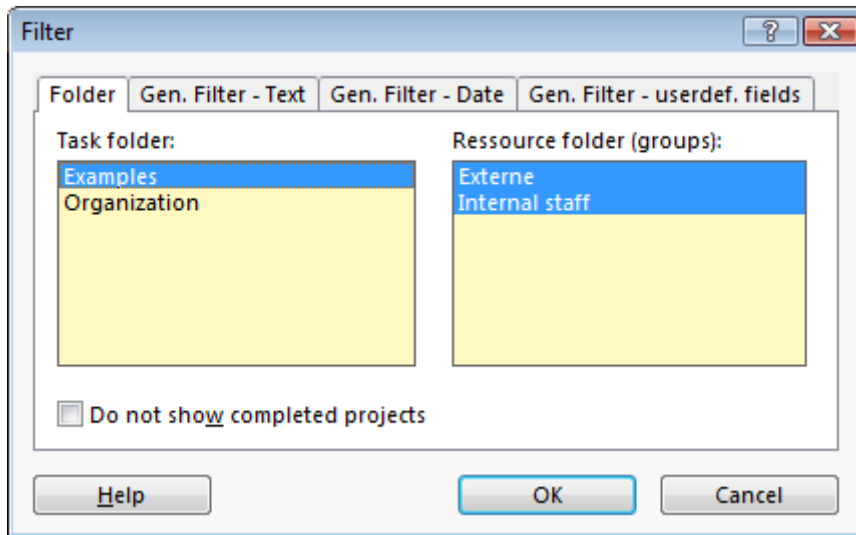 Filter
Folder Gen. Filter - Text Gen. Filter - Date Gen. Filter - userdef. fields
Task folder: Ressource folder (groups):
Examples Externe
Organization Internal staff
Do not show completed projects
Help OK Cancel